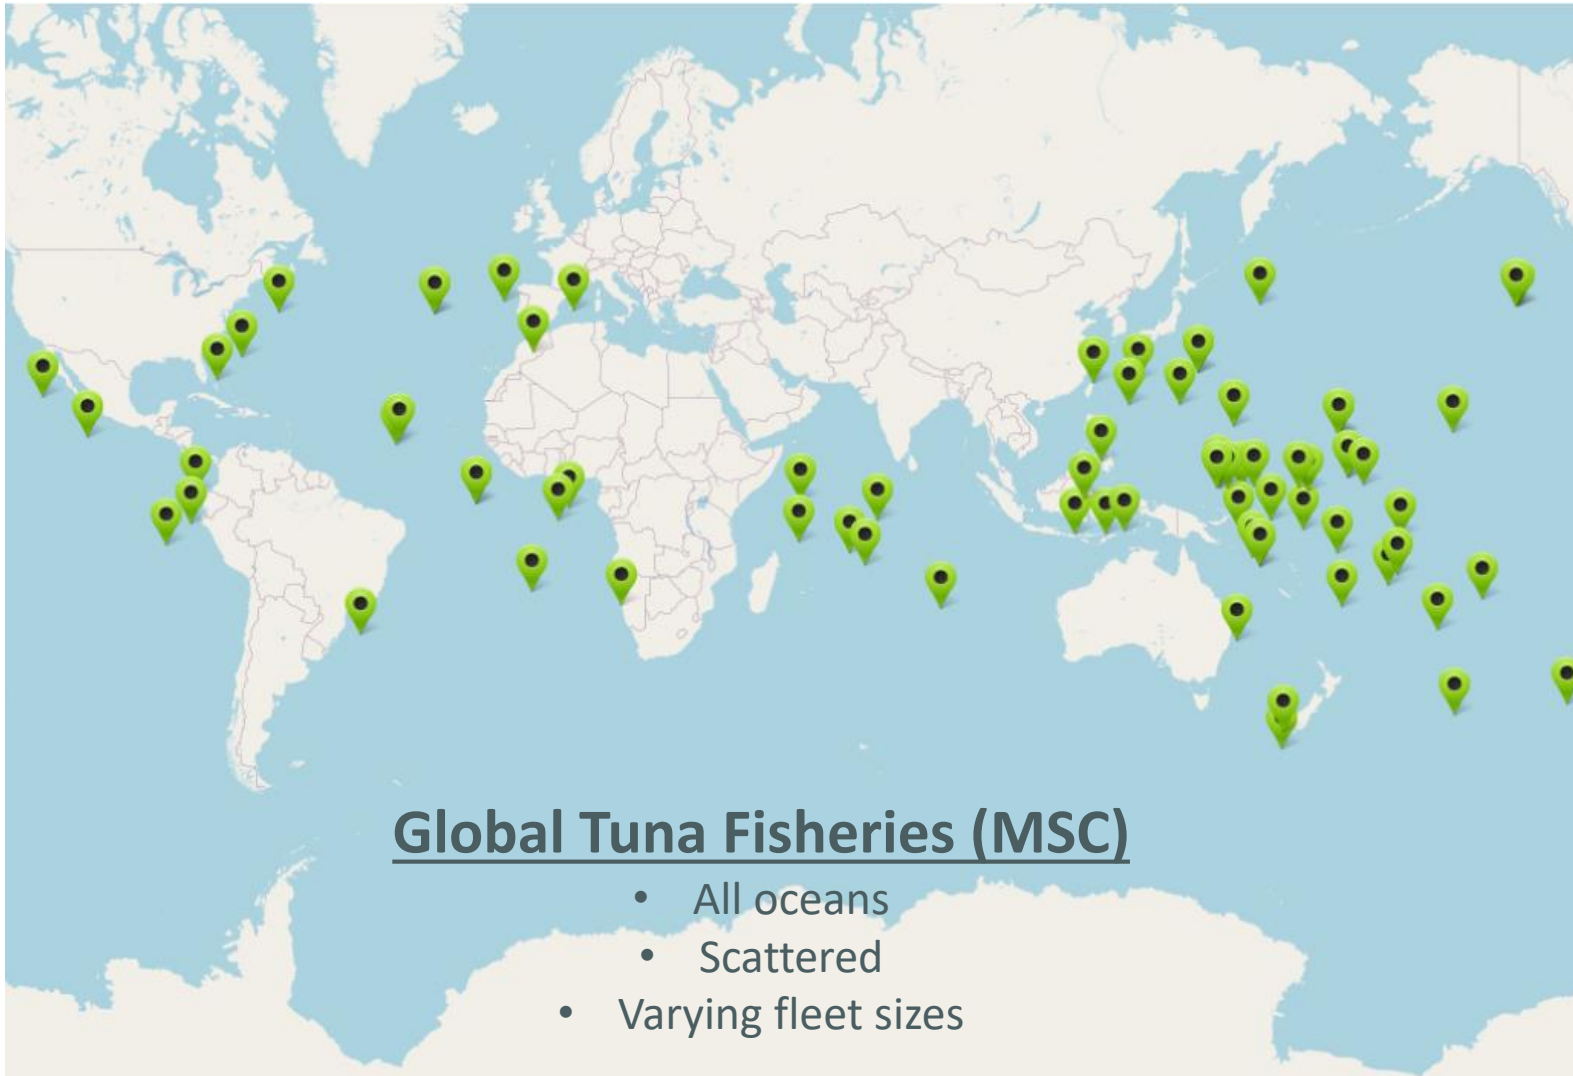 Global Tuna Fisheries (MSC)
• All oceans
• Scattered
• Varying fleet sizes